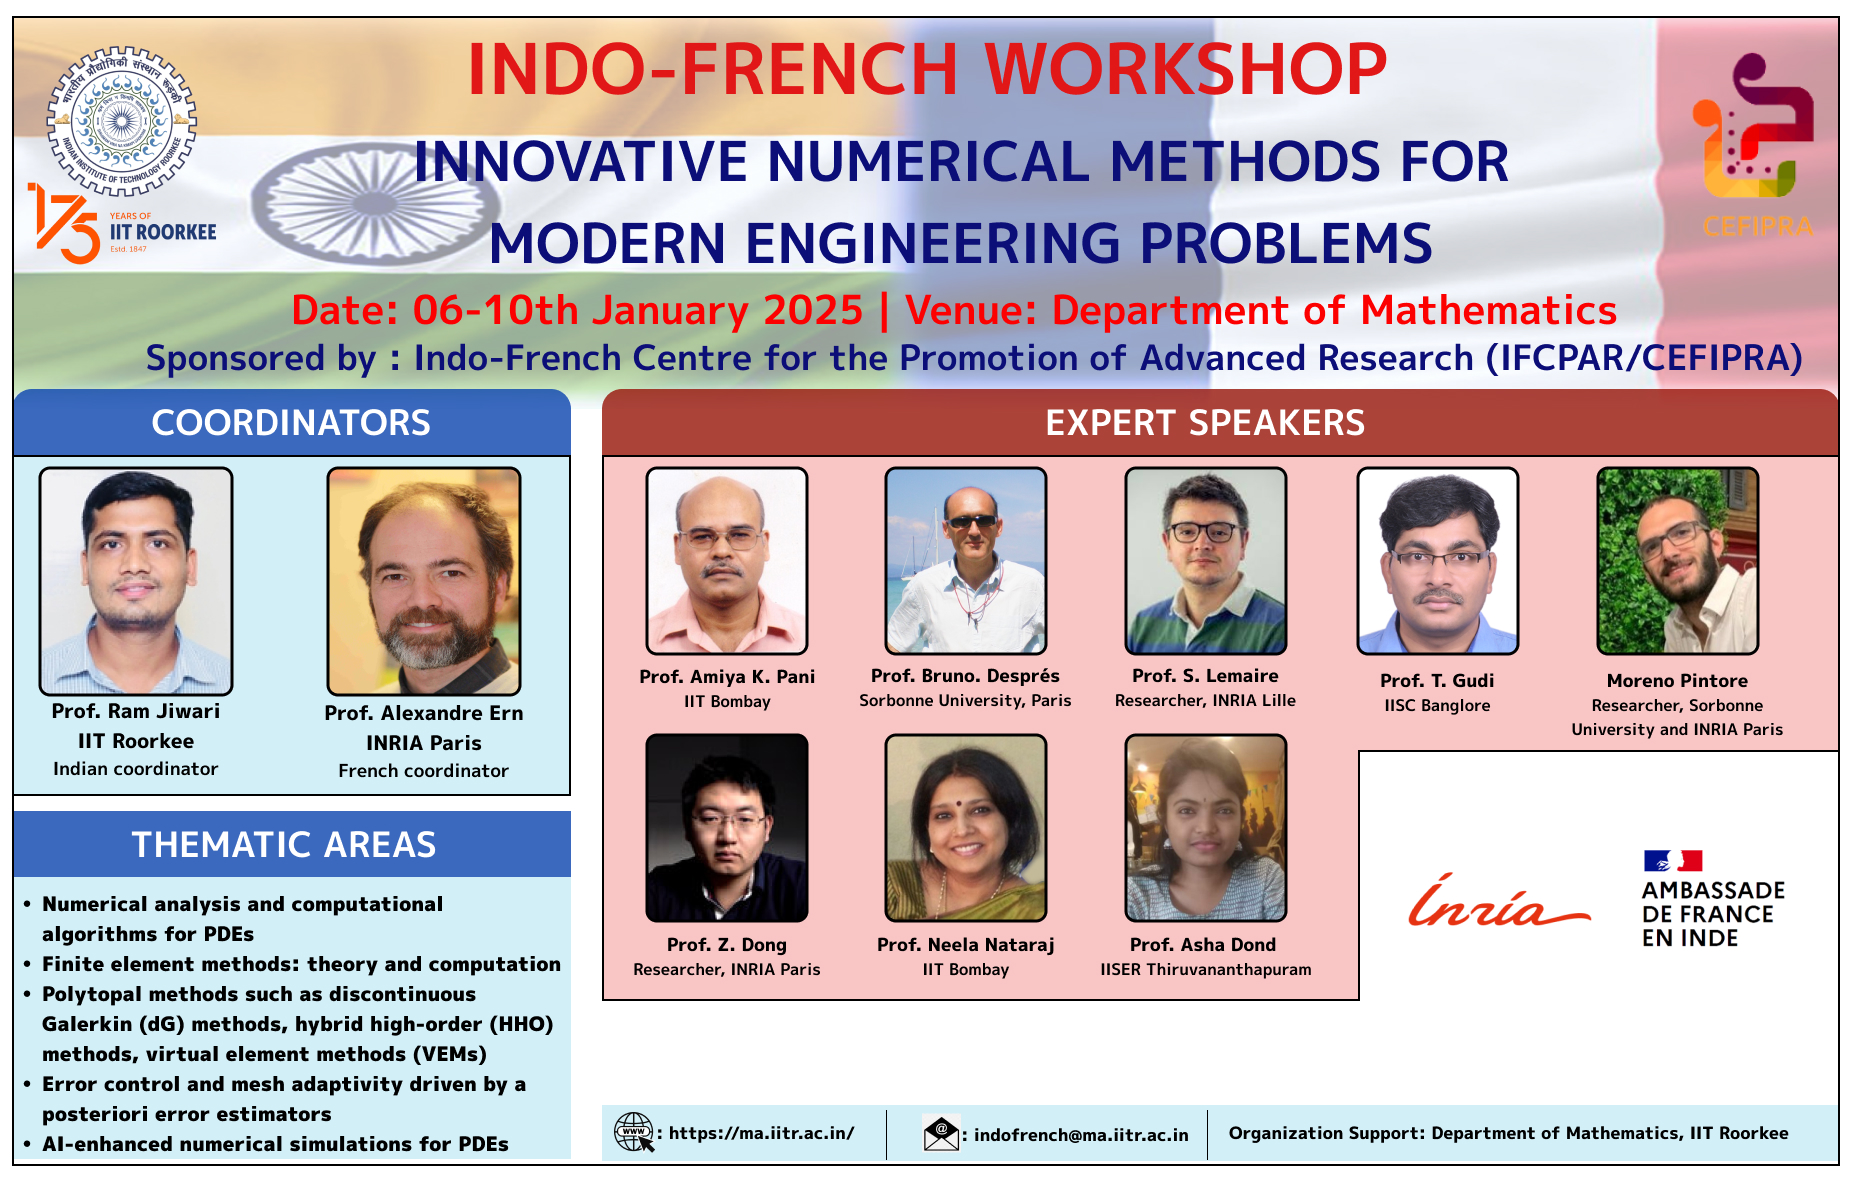 भारतीय प्रौद्योगिकी संस्थान रूड़की
INDIAN INSTITUTE OF TECHNOLOGY ROORKEE
175
YEARS OF
IIT ROORKEE
Estd. 1847
INDO-FRENCH WORKSHOP
INNOVATIVE NUMERICAL METHODS FOR
MODERN ENGINEERING PROBLEMS
CEFIPRA
Date: 06-10th January 2025 | Venue: Department of Mathematics
Sponsored by : Indo-French Centre for the Promotion of Advanced Research (IFCPAR/CEFIPRA)
COORDINATORS
Prof. Ram Jiwari
IIT Roorkee
Indian coordinator
Prof. Alexandre Ern
INRIA Paris
French coordinator
THEMATIC AREAS
• Numerical analysis and computational
algorithms for PDEs
• Finite element methods: theory and computation
• Polytopal methods such as discontinuous
Galerkin (dG) methods, hybrid high-order (HHO)
methods, virtual element methods (VEMs)
• Error control and mesh adaptivity driven by a
posteriori error estimators
• AI-enhanced numerical simulations for PDEs
EXPERT SPEAKERS
Prof. Amiya K. Pani
IIT Bombay
Prof. Bruno. Després
Sorbonne University, Paris
Prof. S. Lemaire
Researcher, INRIA Lille
Prof. T. Gudi
IISC Banglore
Moreno Pintore
Researcher, Sorbonne
University and INRIA Paris
Prof. Z. Dong
Researcher, INRIA Paris
Prof. Neela Nataraj
IIT Bombay
Prof. Asha Dond
IISER Thiruvananthapuram
Inría
AMBASSADE
DE FRANCE
EN INDE
www : https://ma.iitr.ac.in/
@ : indofrench@ma.iitr.ac.in
Organization Support: Department of Mathematics, IIT Roorkee